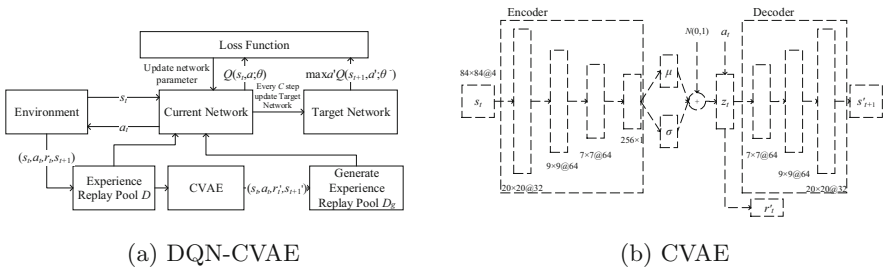 Loss Function
Update network
parameter
Q(s_t,a;θ)
maxa'Q(s_{t+1},a';θ⁻)
Every C step
update Target
Network
Environment
s_t
a_t
Current Network
Target Network
(s_t,a_t,r_t,s_{t+1})
Experience
Replay Pool D
CVAE
(s_t,a_t,r_t',s_{t+1}')
Generate
Experience
Replay Pool D_g
(a) DQN-CVAE
Encoder
Decoder
N(0,1)
a_t
84×84@4
s_t
μ
σ
+
z_t
s'_{t+1}
256×1
7×7@64
9×9@64
20×20@32
7×7@64
9×9@64
20×20@32
r'_t
(b) CVAE